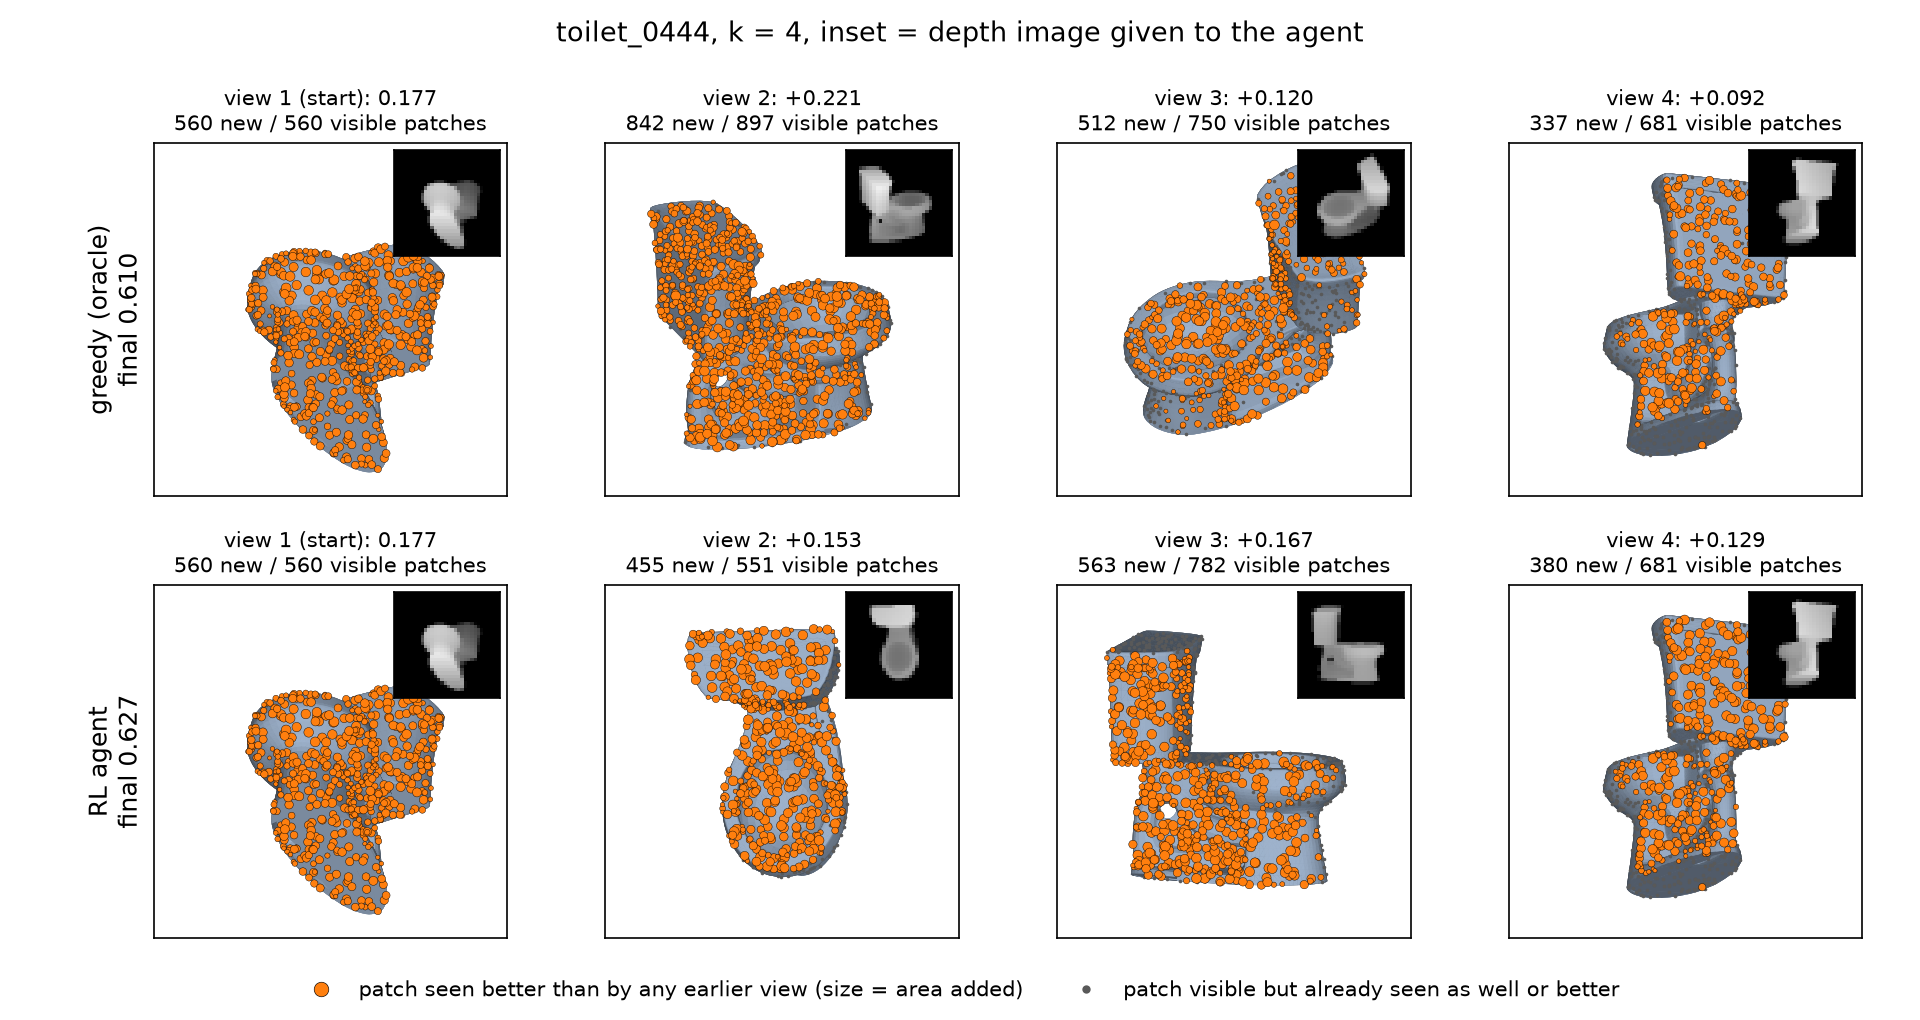 toilet_0444, k = 4, inset = depth image given to the agent
view 1 (start): 0.177
560 new / 560 visible patches
view 2: +0.221
842 new / 897 visible patches
view 3: +0.120
512 new / 750 visible patches
view 4: +0.092
337 new / 681 visible patches
greedy (oracle)
final 0.610
view 1 (start): 0.177
560 new / 560 visible patches
view 2: +0.153
455 new / 551 visible patches
view 3: +0.167
563 new / 782 visible patches
view 4: +0.129
380 new / 681 visible patches
RL agent
final 0.627
patch seen better than by any earlier view (size = area added)
patch visible but already seen as well or better